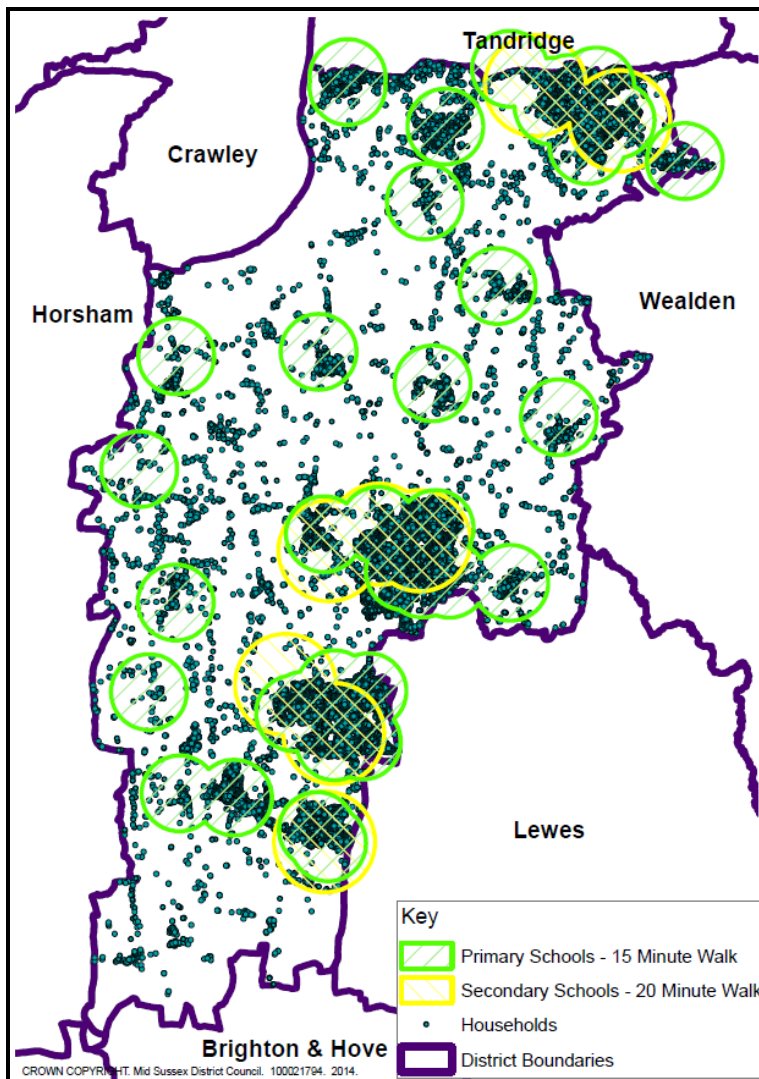 Tandridge
Crawley
Horsham
Wealden
Lewes
Key
Primary Schools - 15 Minute Walk
Secondary Schools - 20 Minute Walk
Households
District Boundaries
Brighton & Hove
CROWN COPYRIGHT. Mid Sussex District Council. 100021794. 2014.